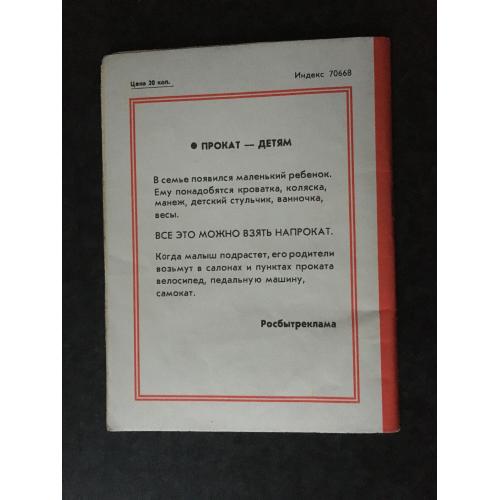 Цена 20 коп.
Индекс 70668
● ПРОКАТ — ДЕТЯМ
В семье появился маленький ребенок.
Ему понадобятся кроватка, коляска,
манеж, детский стульчик, ванночка,
весы.
ВСЕ ЭТО МОЖНО ВЗЯТЬ НАПРОКАТ.
Когда малыш подрастет, его родители
возьмут в салонах и пунктах проката
велосипед, педальную машину,
самокат.
Росбытреклама